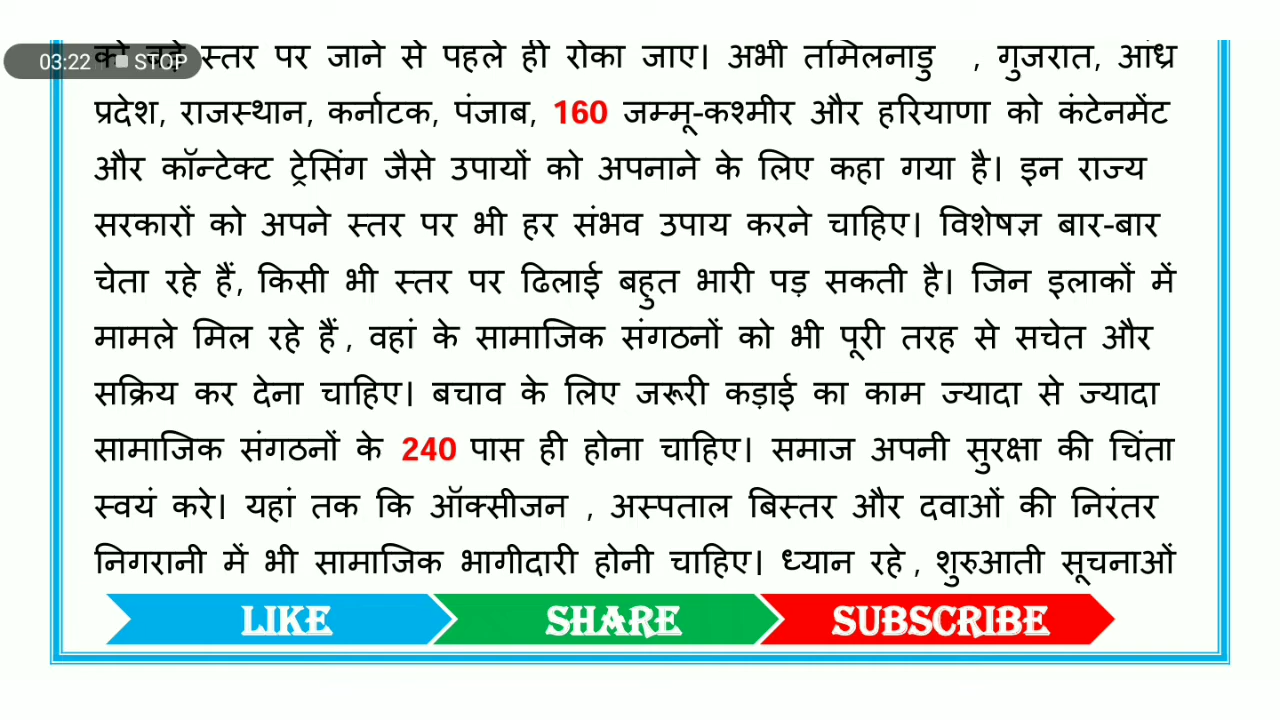 03:22 STOP
को बड़े स्तर पर जाने से पहले ही रोका जाए। अभी तमिलनाडु , गुजरात, आंध्र
प्रदेश, राजस्थान, कर्नाटक, पंजाब, 160 जम्मू-कश्मीर और हरियाणा को कंटेनमेंट
और कॉन्टेक्ट ट्रेसिंग जैसे उपायों को अपनाने के लिए कहा गया है। इन राज्य
सरकारों को अपने स्तर पर भी हर संभव उपाय करने चाहिए। विशेषज्ञ बार-बार
चेता रहे हैं, किसी भी स्तर पर ढिलाई बहुत भारी पड़ सकती है। जिन इलाकों में
मामले मिल रहे हैं, वहां के सामाजिक संगठनों को भी पूरी तरह से सचेत और
सक्रिय कर देना चाहिए। बचाव के लिए जरूरी कड़ाई का काम ज्यादा से ज्यादा
सामाजिक संगठनों के 240 पास ही होना चाहिए। समाज अपनी सुरक्षा की चिंता
स्वयं करे। यहां तक कि ऑक्सीजन , अस्पताल बिस्तर और दवाओं की निरंतर
निगरानी में भी सामाजिक भागीदारी होनी चाहिए। ध्यान रहे, शुरुआती सूचनाओं
LIKE SHARE SUBSCRIBE